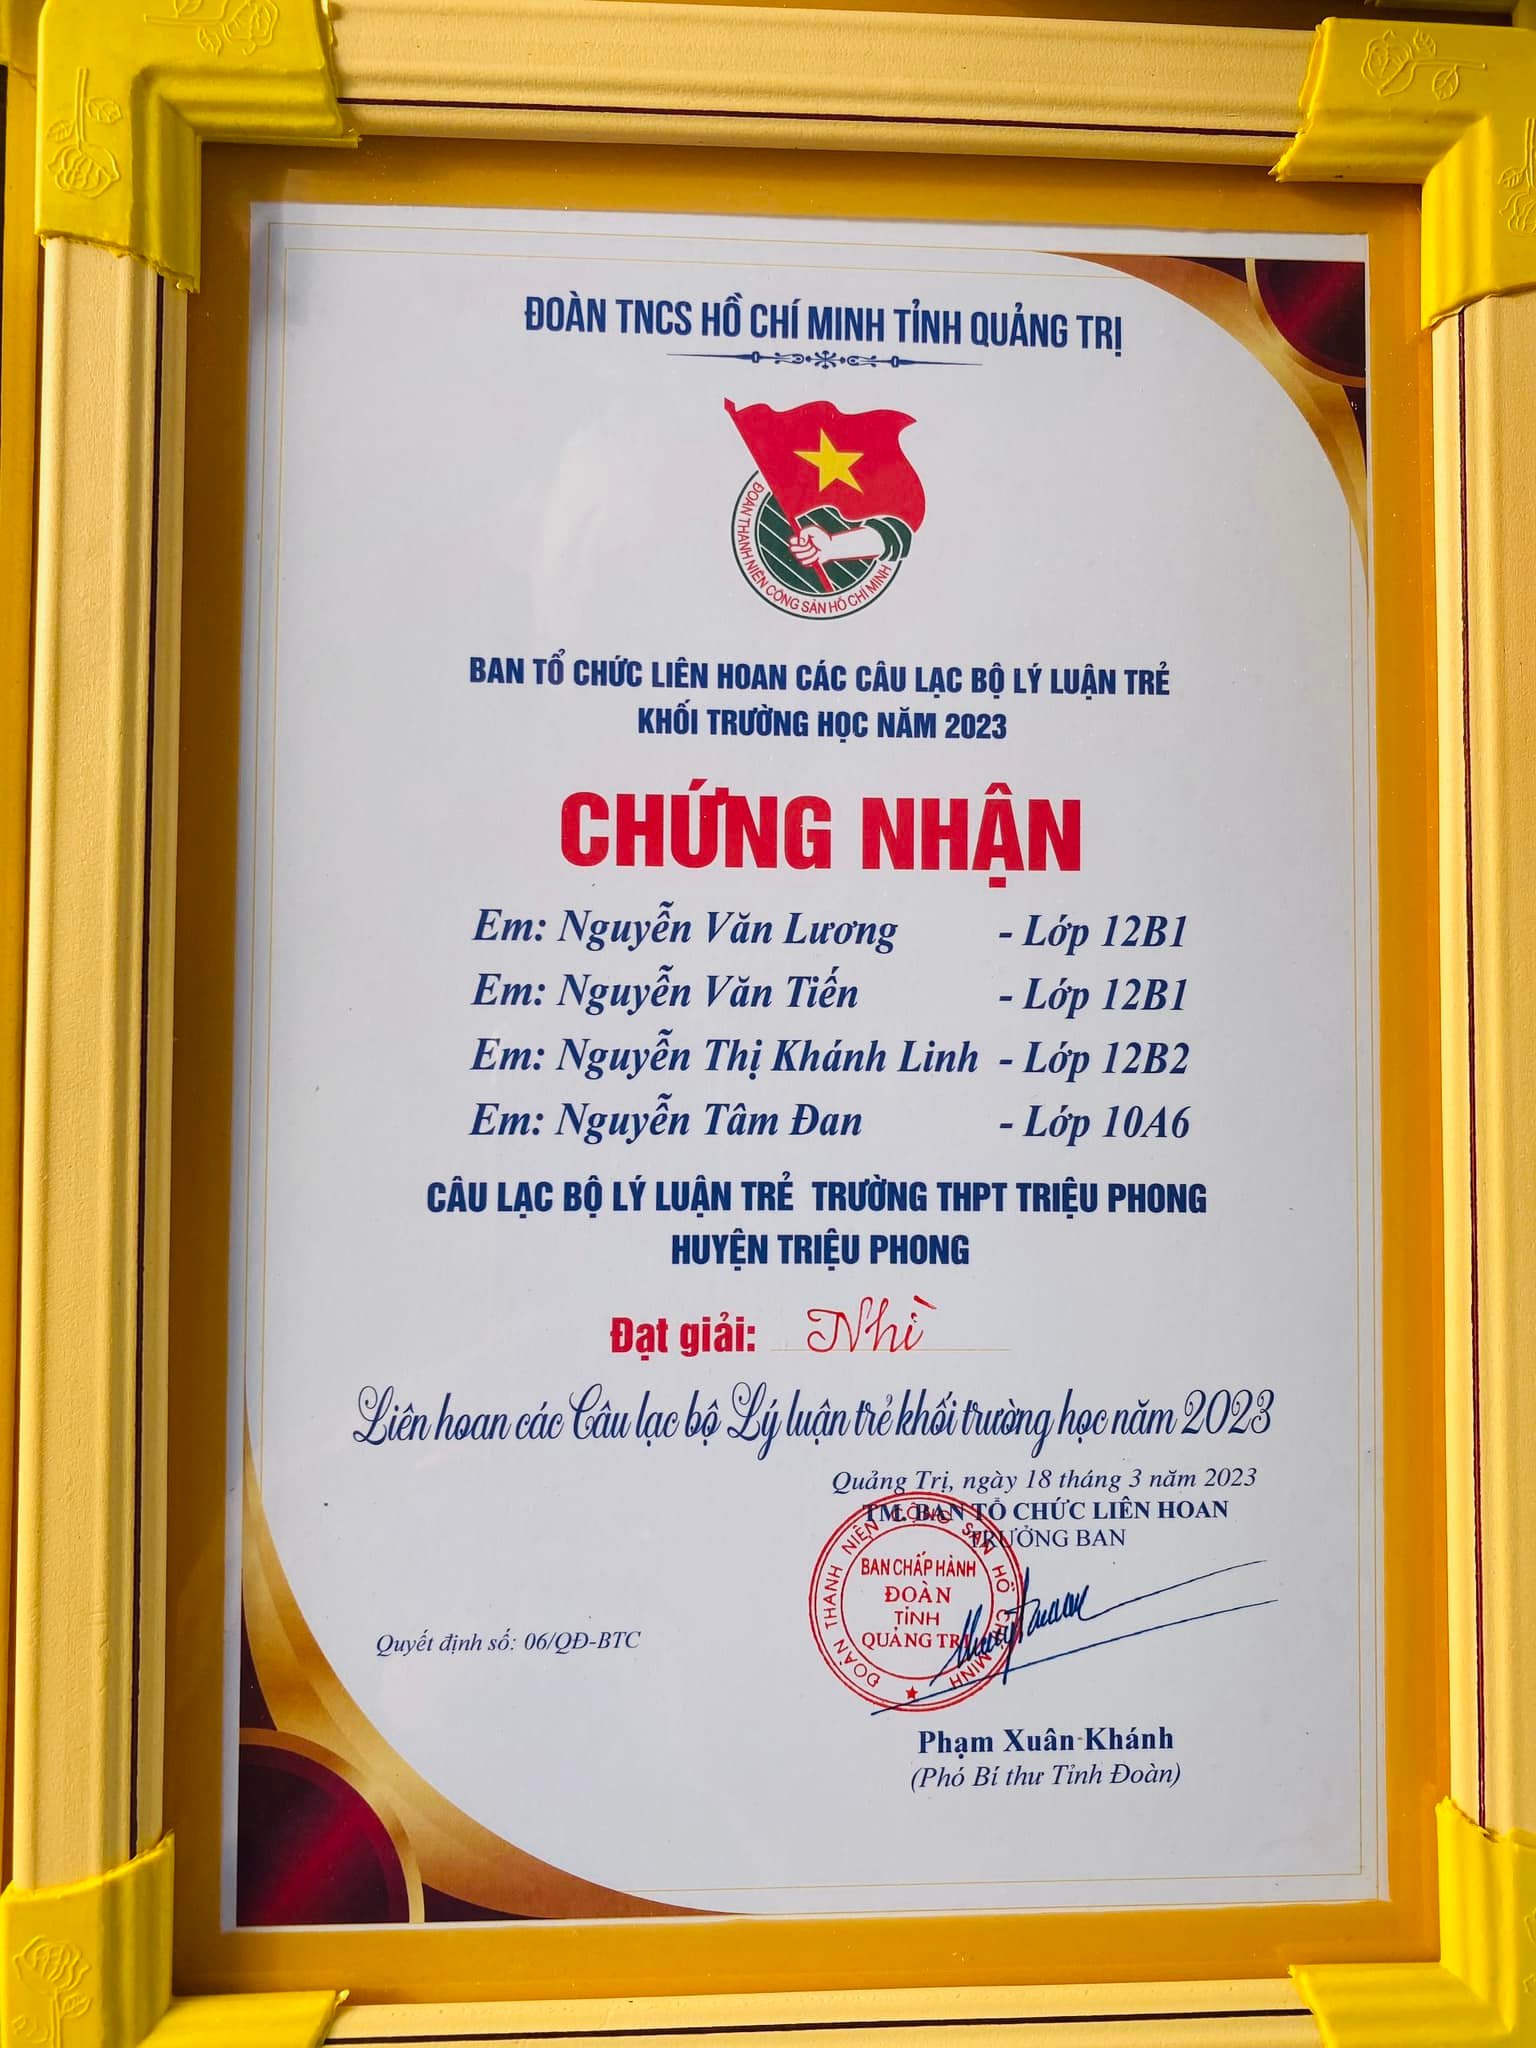 ĐOÀN TNCS HỒ CHÍ MINH TỈNH QUẢNG TRỊ
ĐOÀN THANH NIÊN CỘNG SẢN HỒ CHÍ MINH
BAN TỔ CHỨC LIÊN HOAN CÁC CÂU LẠC BỘ LÝ LUẬN TRẺ
KHỐI TRƯỜNG HỌC NĂM 2023
CHỨNG NHẬN
Em: Nguyễn Văn Lương - Lớp 12B1
Em: Nguyễn Văn Tiến - Lớp 12B1
Em: Nguyễn Thị Khánh Linh - Lớp 12B2
Em: Nguyễn Tâm Đan - Lớp 10A6
CÂU LẠC BỘ LÝ LUẬN TRẺ TRƯỜNG THPT TRIỆU PHONG
HUYỆN TRIỆU PHONG
Đạt giải: Nhì
Liên hoan các Câu lạc bộ Lý luận trẻ khối trường học năm 2023
Quảng Trị, ngày 18 tháng 3 năm 2023
TM. BAN TỔ CHỨC LIÊN HOAN
TRƯỞNG BAN
ĐOÀN THANH NIÊN CỘNG SẢN HỒ CHÍ MINH
BAN CHẤP HÀNH
ĐOÀN
TỈNH
QUẢNG TRỊ
Quyết định số: 06/QĐ-BTC
Phạm Xuân Khánh
(Phó Bí thư Tỉnh Đoàn)